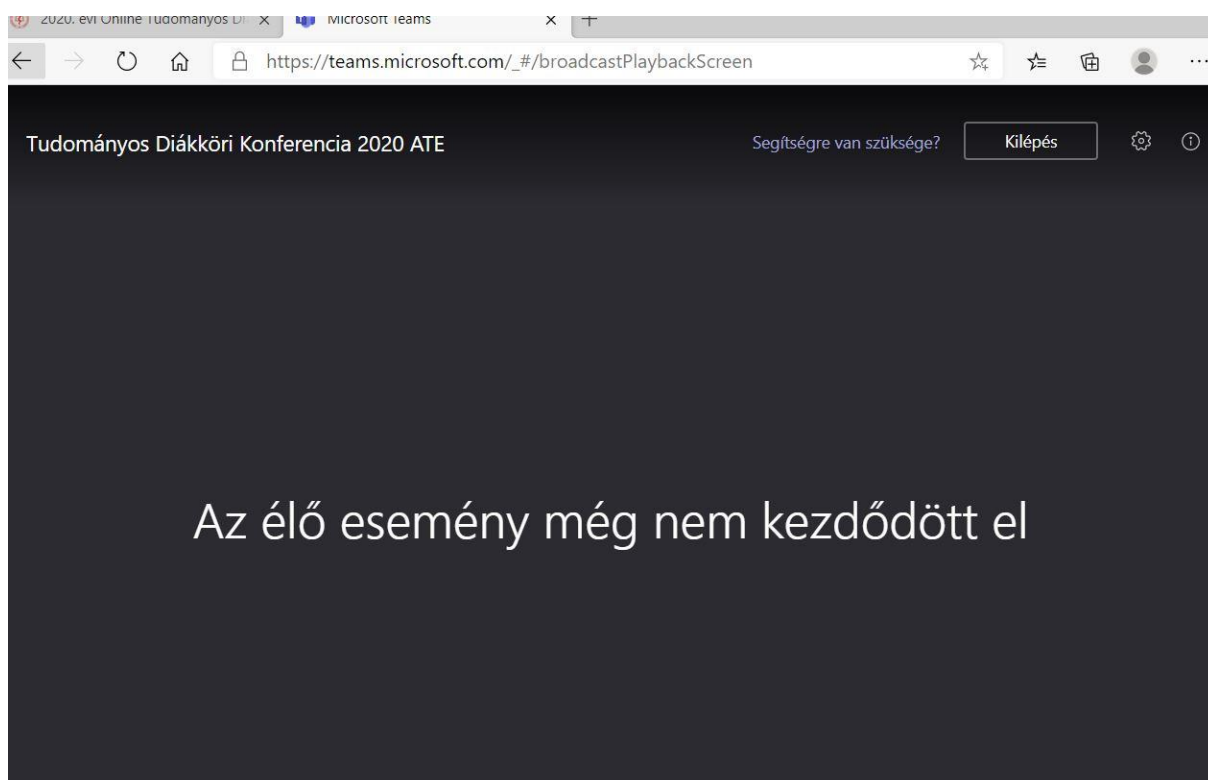 2020. évi Online Tudományos Di
Microsoft Teams
https://teams.microsoft.com/_#/broadcastPlaybackScreen
Tudományos Diákköri Konferencia 2020 ATE
Segítségre van szüksége?
Kilépés
Az élő esemény még nem kezdődött el